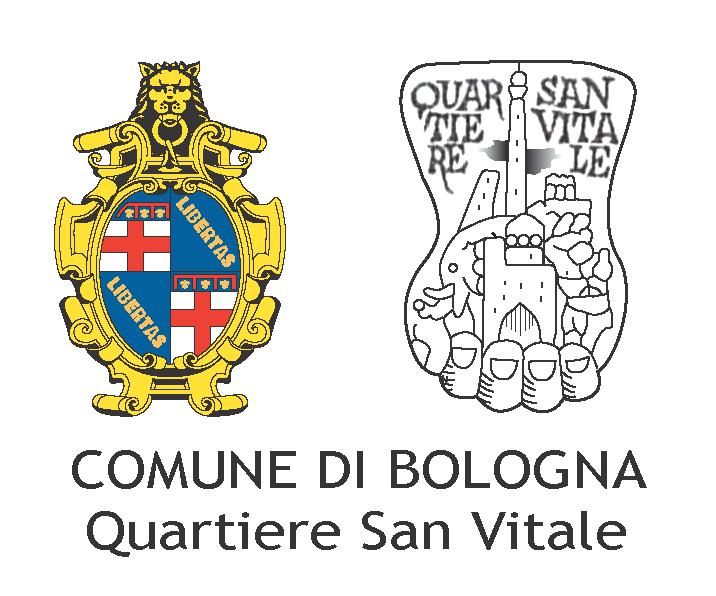 LIBERTAS
LIBERTAS
QUAR SAN
TIE VITA
RE LE
COMUNE DI BOLOGNA
Quartiere San Vitale